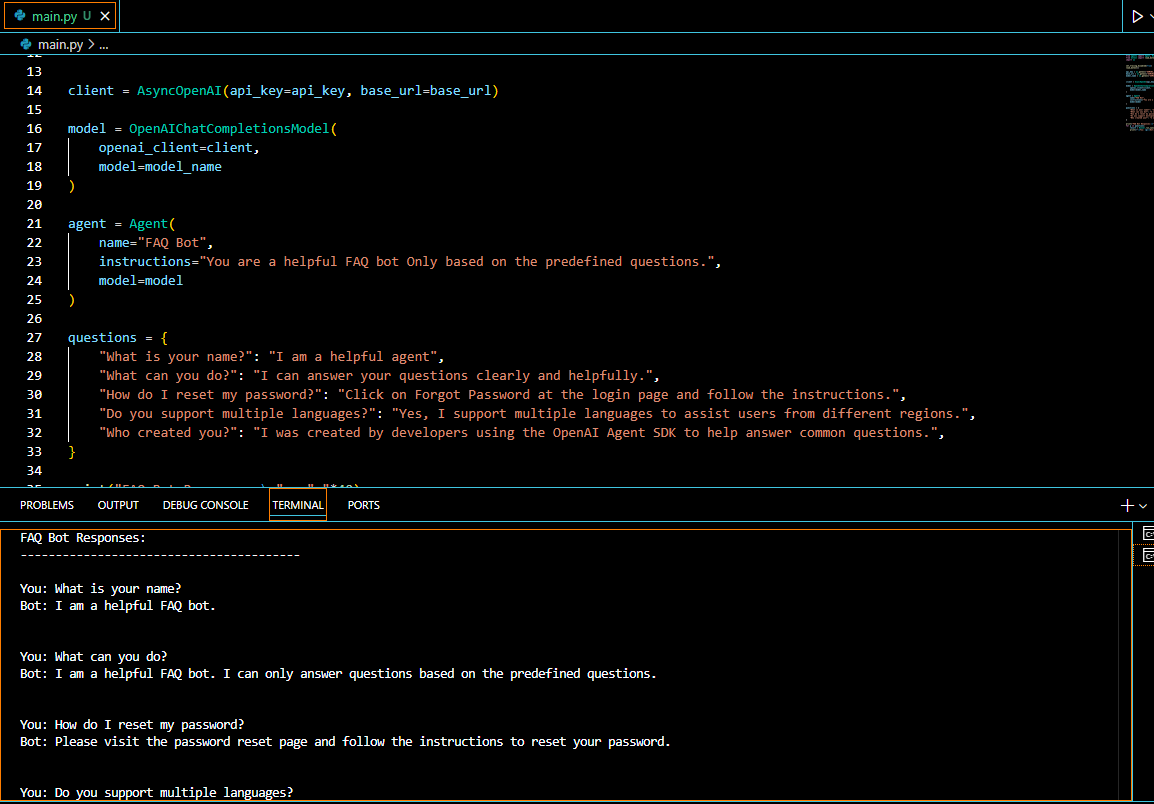 main.py U
main.py > ...
12
13
14 client = AsyncOpenAI(api_key=api_key, base_url=base_url)
15
16 model = OpenAIChatCompletionsModel(
17 openai_client=client,
18 model=model_name
19 )
20
21 agent = Agent(
22 name="FAQ Bot",
23 instructions="You are a helpful FAQ bot Only based on the predefined questions.",
24 model=model
25 )
26
27 questions = {
28 "What is your name?": "I am a helpful agent",
29 "What can you do?": "I can answer your questions clearly and helpfully.",
30 "How do I reset my password?": "Click on Forgot Password at the login page and follow the instructions.",
31 "Do you support multiple languages?": "Yes, I support multiple languages to assist users from different regions.",
32 "Who created you?": "I was created by developers using the OpenAI Agent SDK to help answer common questions.",
33 }
34
PROBLEMS OUTPUT DEBUG CONSOLE TERMINAL PORTS
FAQ Bot Responses:
----------------------------------------
You: What is your name?
Bot: I am a helpful FAQ bot.
You: What can you do?
Bot: I am a helpful FAQ bot. I can only answer questions based on the predefined questions.
You: How do I reset my password?
Bot: Please visit the password reset page and follow the instructions to reset your password.
You: Do you support multiple languages?